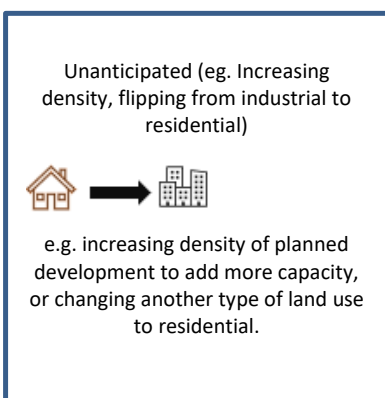 Unanticipated (eg. Increasing
density, flipping from industrial to
residential)
e.g. increasing density of planned
development to add more capacity,
or changing another type of land use
to residential.